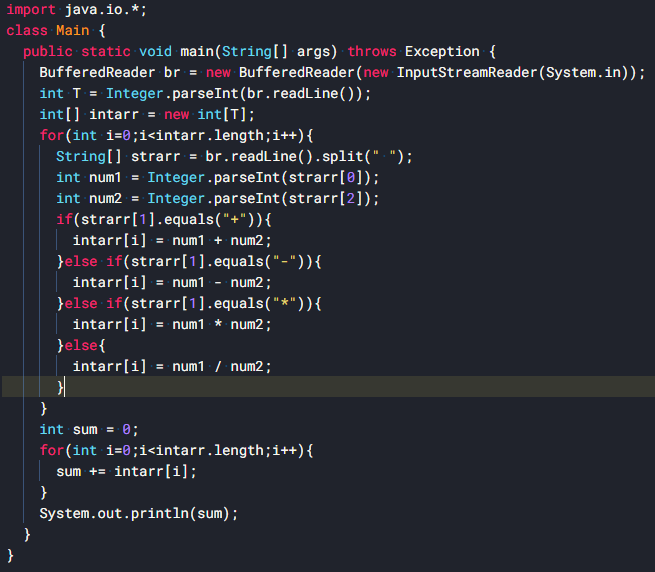 import java.io.*;
class Main {
  public static void main(String[] args) throws Exception {
    BufferedReader br = new BufferedReader(new InputStreamReader(System.in));
    int T = Integer.parseInt(br.readLine());
    int[] intarr = new int[T];
    for(int i=0;i<intarr.length;i++){
      String[] strarr = br.readLine().split(" ");
      int num1 = Integer.parseInt(strarr[0]);
      int num2 = Integer.parseInt(strarr[2]);
      if(strarr[1].equals("+")){
        intarr[i] = num1 + num2;
      }else if(strarr[1].equals("-")){
        intarr[i] = num1 - num2;
      }else if(strarr[1].equals("*")){
        intarr[i] = num1 * num2;
      }else{
        intarr[i] = num1 / num2;
      }
    }
    int sum = 0;
    for(int i=0;i<intarr.length;i++){
      sum += intarr[i];
    }
    System.out.println(sum);
  }
}